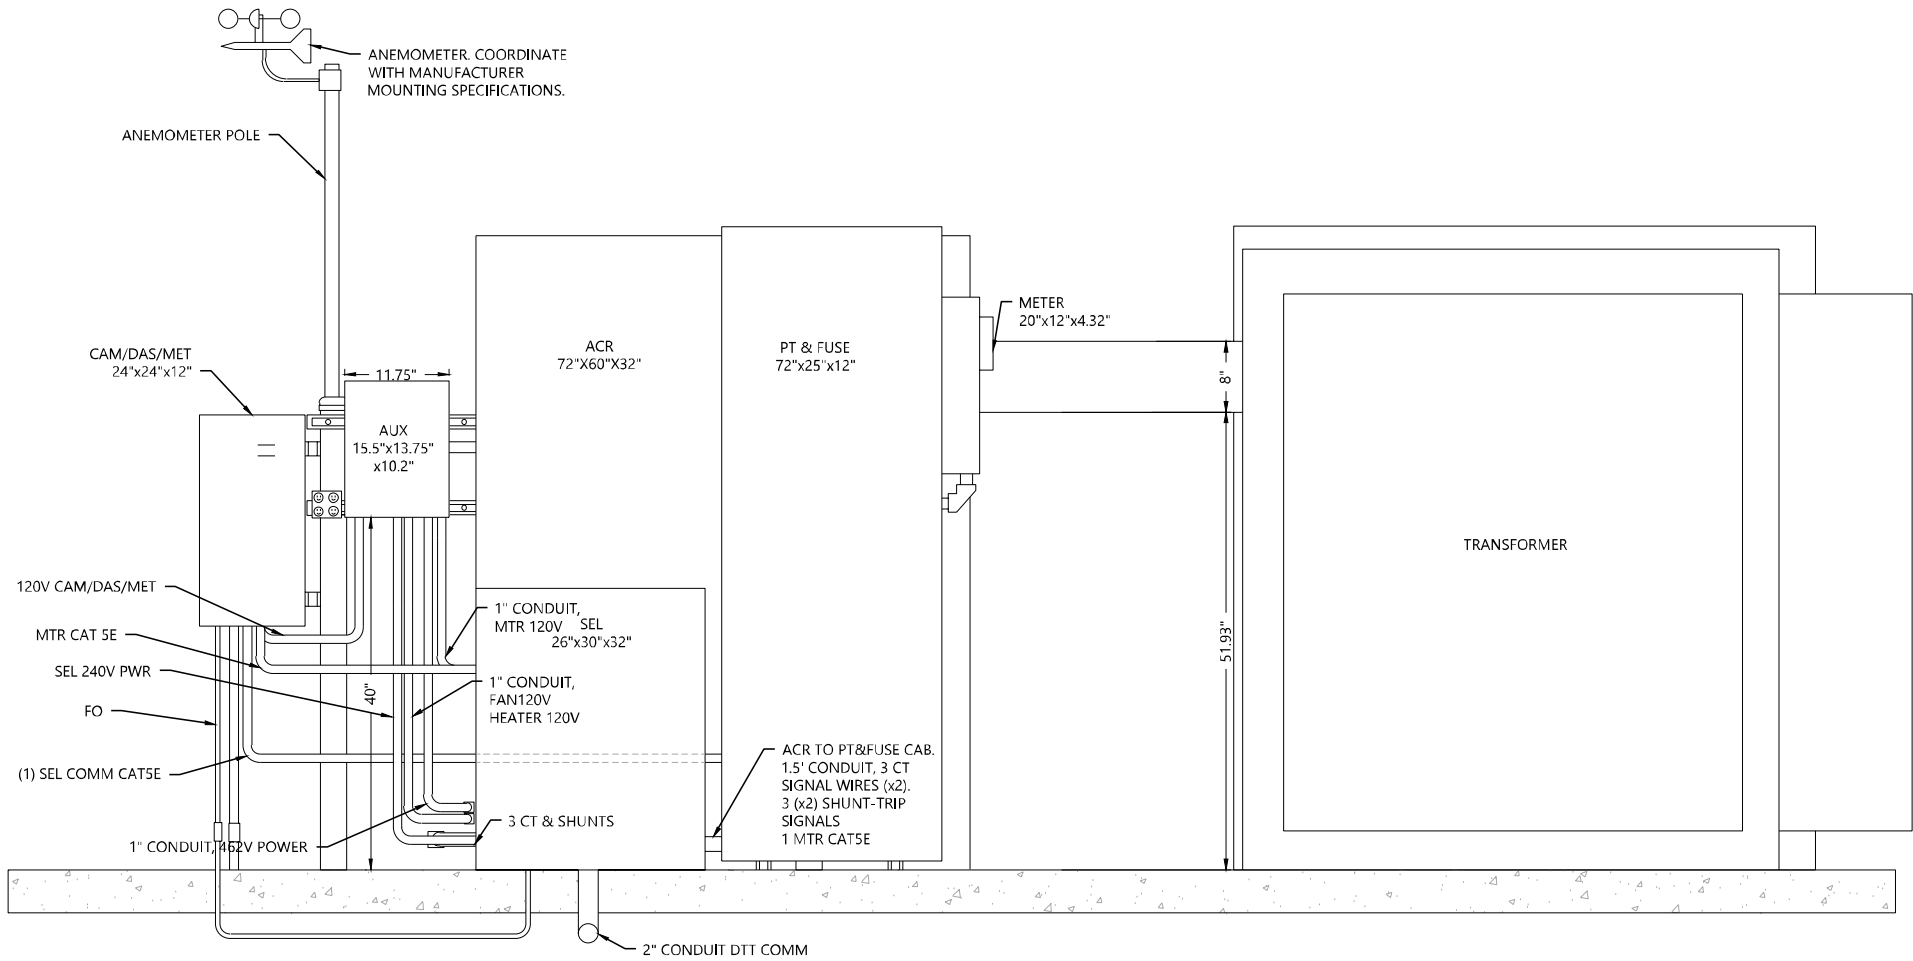 ANEMOMETER. COORDINATE
WITH MANUFACTURER
MOUNTING SPECIFICATIONS.
ANEMOMETER POLE
METER
20"x12"x4.32"
ACR
72"X60"X32"
PT & FUSE
72"x25"x12"
CAM/DAS/MET
24"x24"x12"
11.75"
8"
AUX
15.5"x13.75"
x10.2"
TRANSFORMER
120V CAM/DAS/MET
1" CONDUIT,
MTR 120V
SEL
26"x30"x32"
MTR CAT 5E
51.93"
SEL 240V PWR
40"
1" CONDUIT,
FAN120V
HEATER 120V
FO
ACR TO PT&FUSE CAB.
1.5' CONDUIT, 3 CT
SIGNAL WIRES (x2).
3 (x2) SHUNT-TRIP
SIGNALS
1 MTR CAT5E
(1) SEL COMM CAT5E
3 CT & SHUNTS
1" CONDUIT, 462V POWER
2" CONDUIT DTT COMM